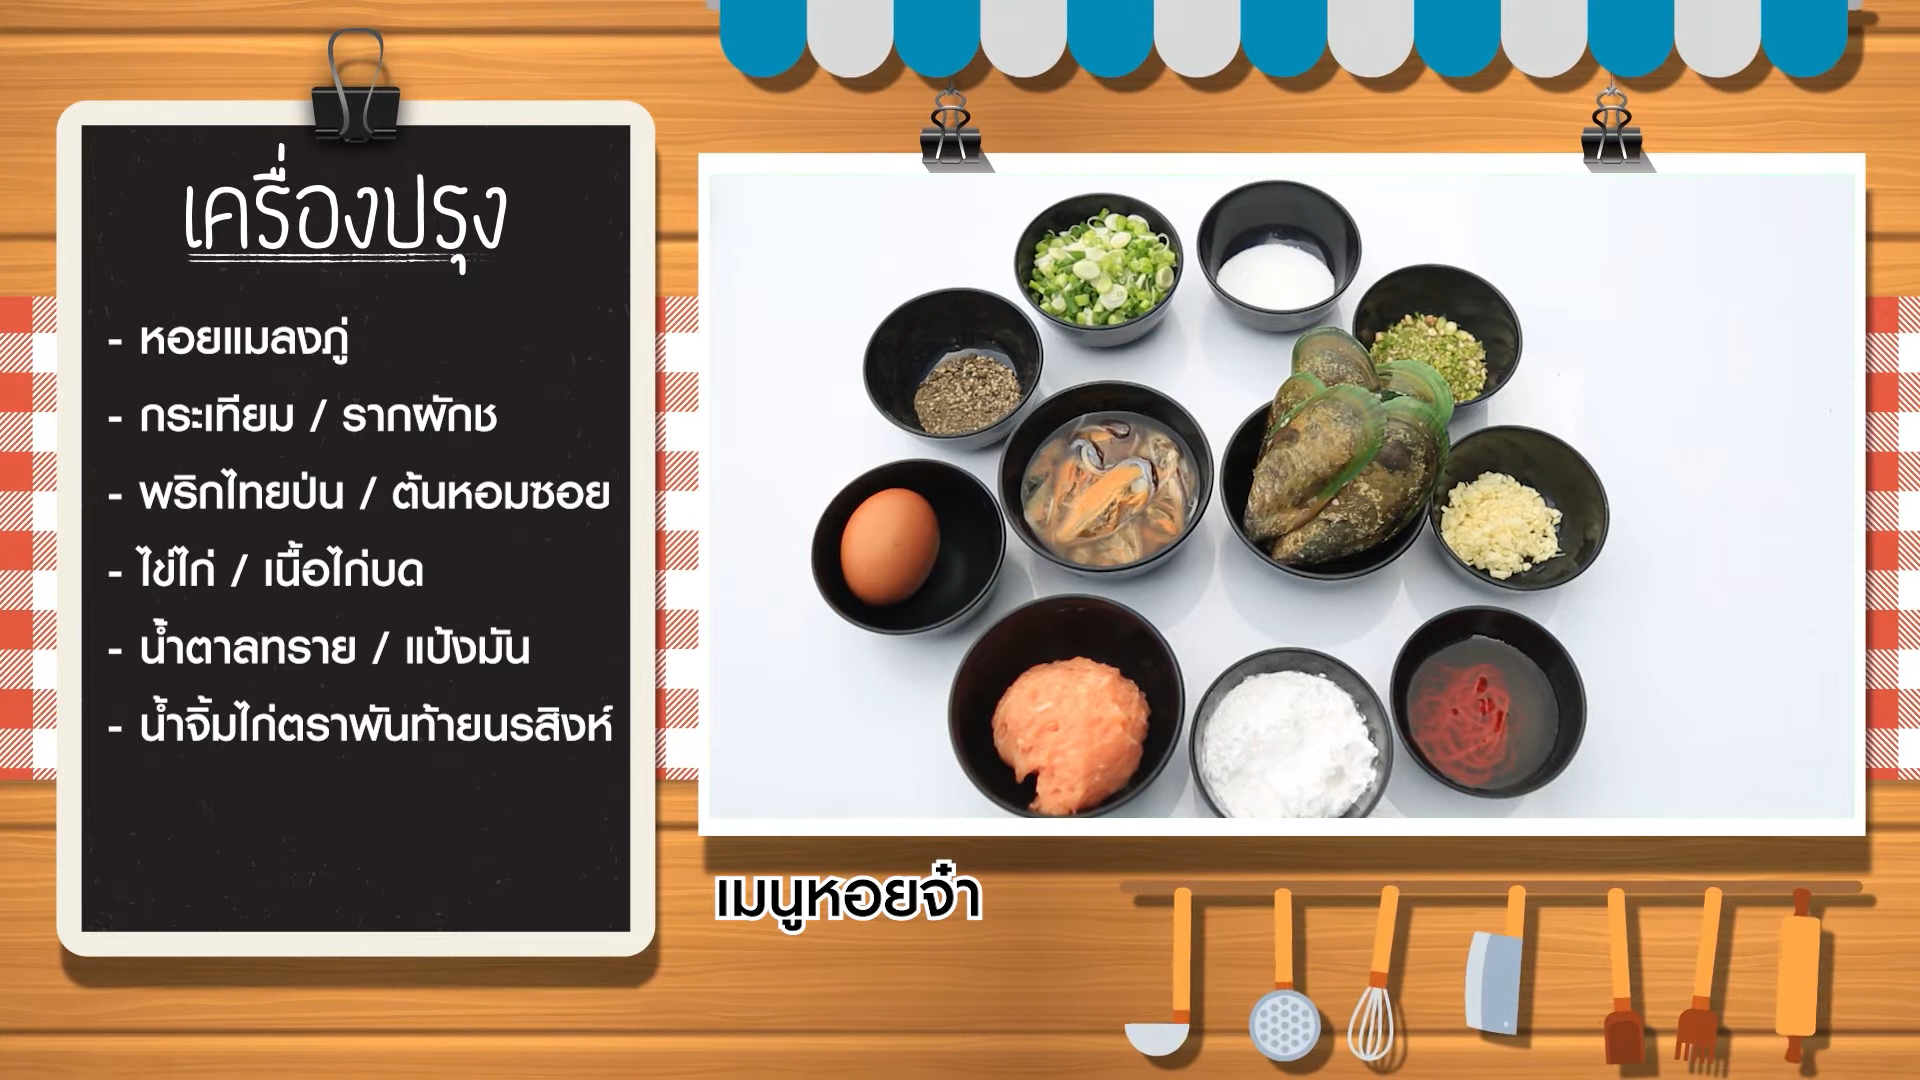 เครื่องปรุง
- หอยแมลงภู่
- กระเทียม / รากผักช
- พริกไทยป่น / ต้นหอมซอย
- ไข่ไก่ / เนื้อไก่บด
- น้ำตาลทราย / แป้งมัน
- น้ำจิ้มไก่ตราพันท้ายนรสิงห์
เมนูหอยจ๋า